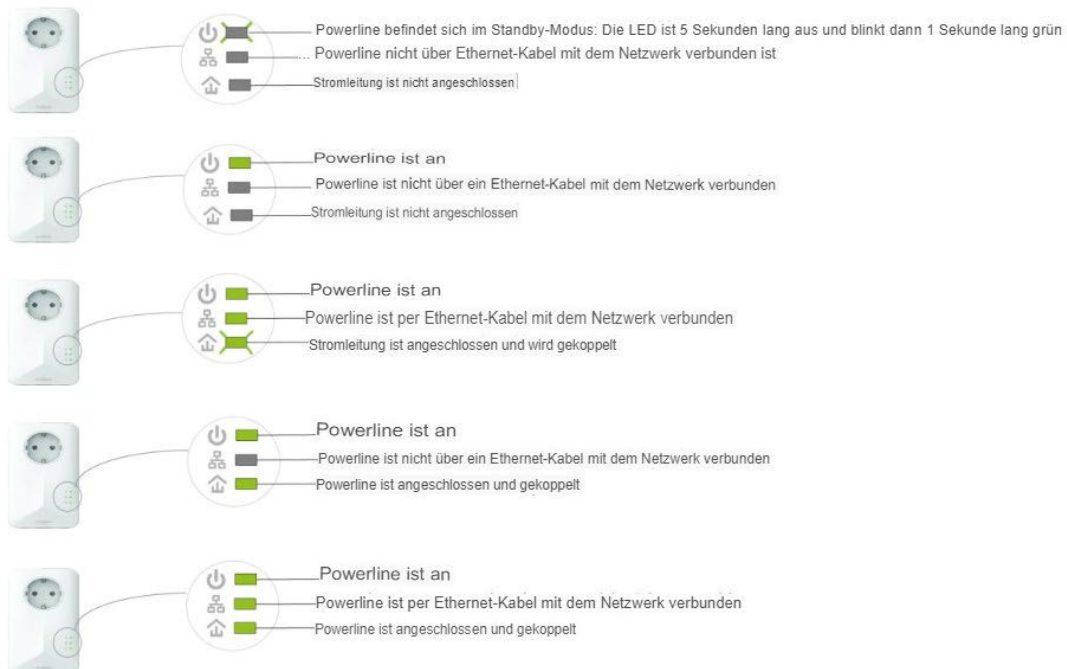 Powerline befindet sich im Standby-Modus: Die LED ist 5 Sekunden lang aus und blinkt dann 1 Sekunde lang grün
... Powerline nicht über Ethernet-Kabel mit dem Netzwerk verbunden ist
Stromleitung ist nicht angeschlossen
Powerline ist an
Powerline ist nicht über ein Ethernet-Kabel mit dem Netzwerk verbunden
Stromleitung ist nicht angeschlossen
Powerline ist an
Powerline ist per Ethernet-Kabel mit dem Netzwerk verbunden
Stromleitung ist angeschlossen und wird gekoppelt
Powerline ist an
Powerline ist nicht über ein Ethernet-Kabel mit dem Netzwerk verbunden
Powerline ist angeschlossen und gekoppelt
Powerline ist an
Powerline ist per Ethernet-Kabel mit dem Netzwerk verbunden
Powerline ist angeschlossen und gekoppelt